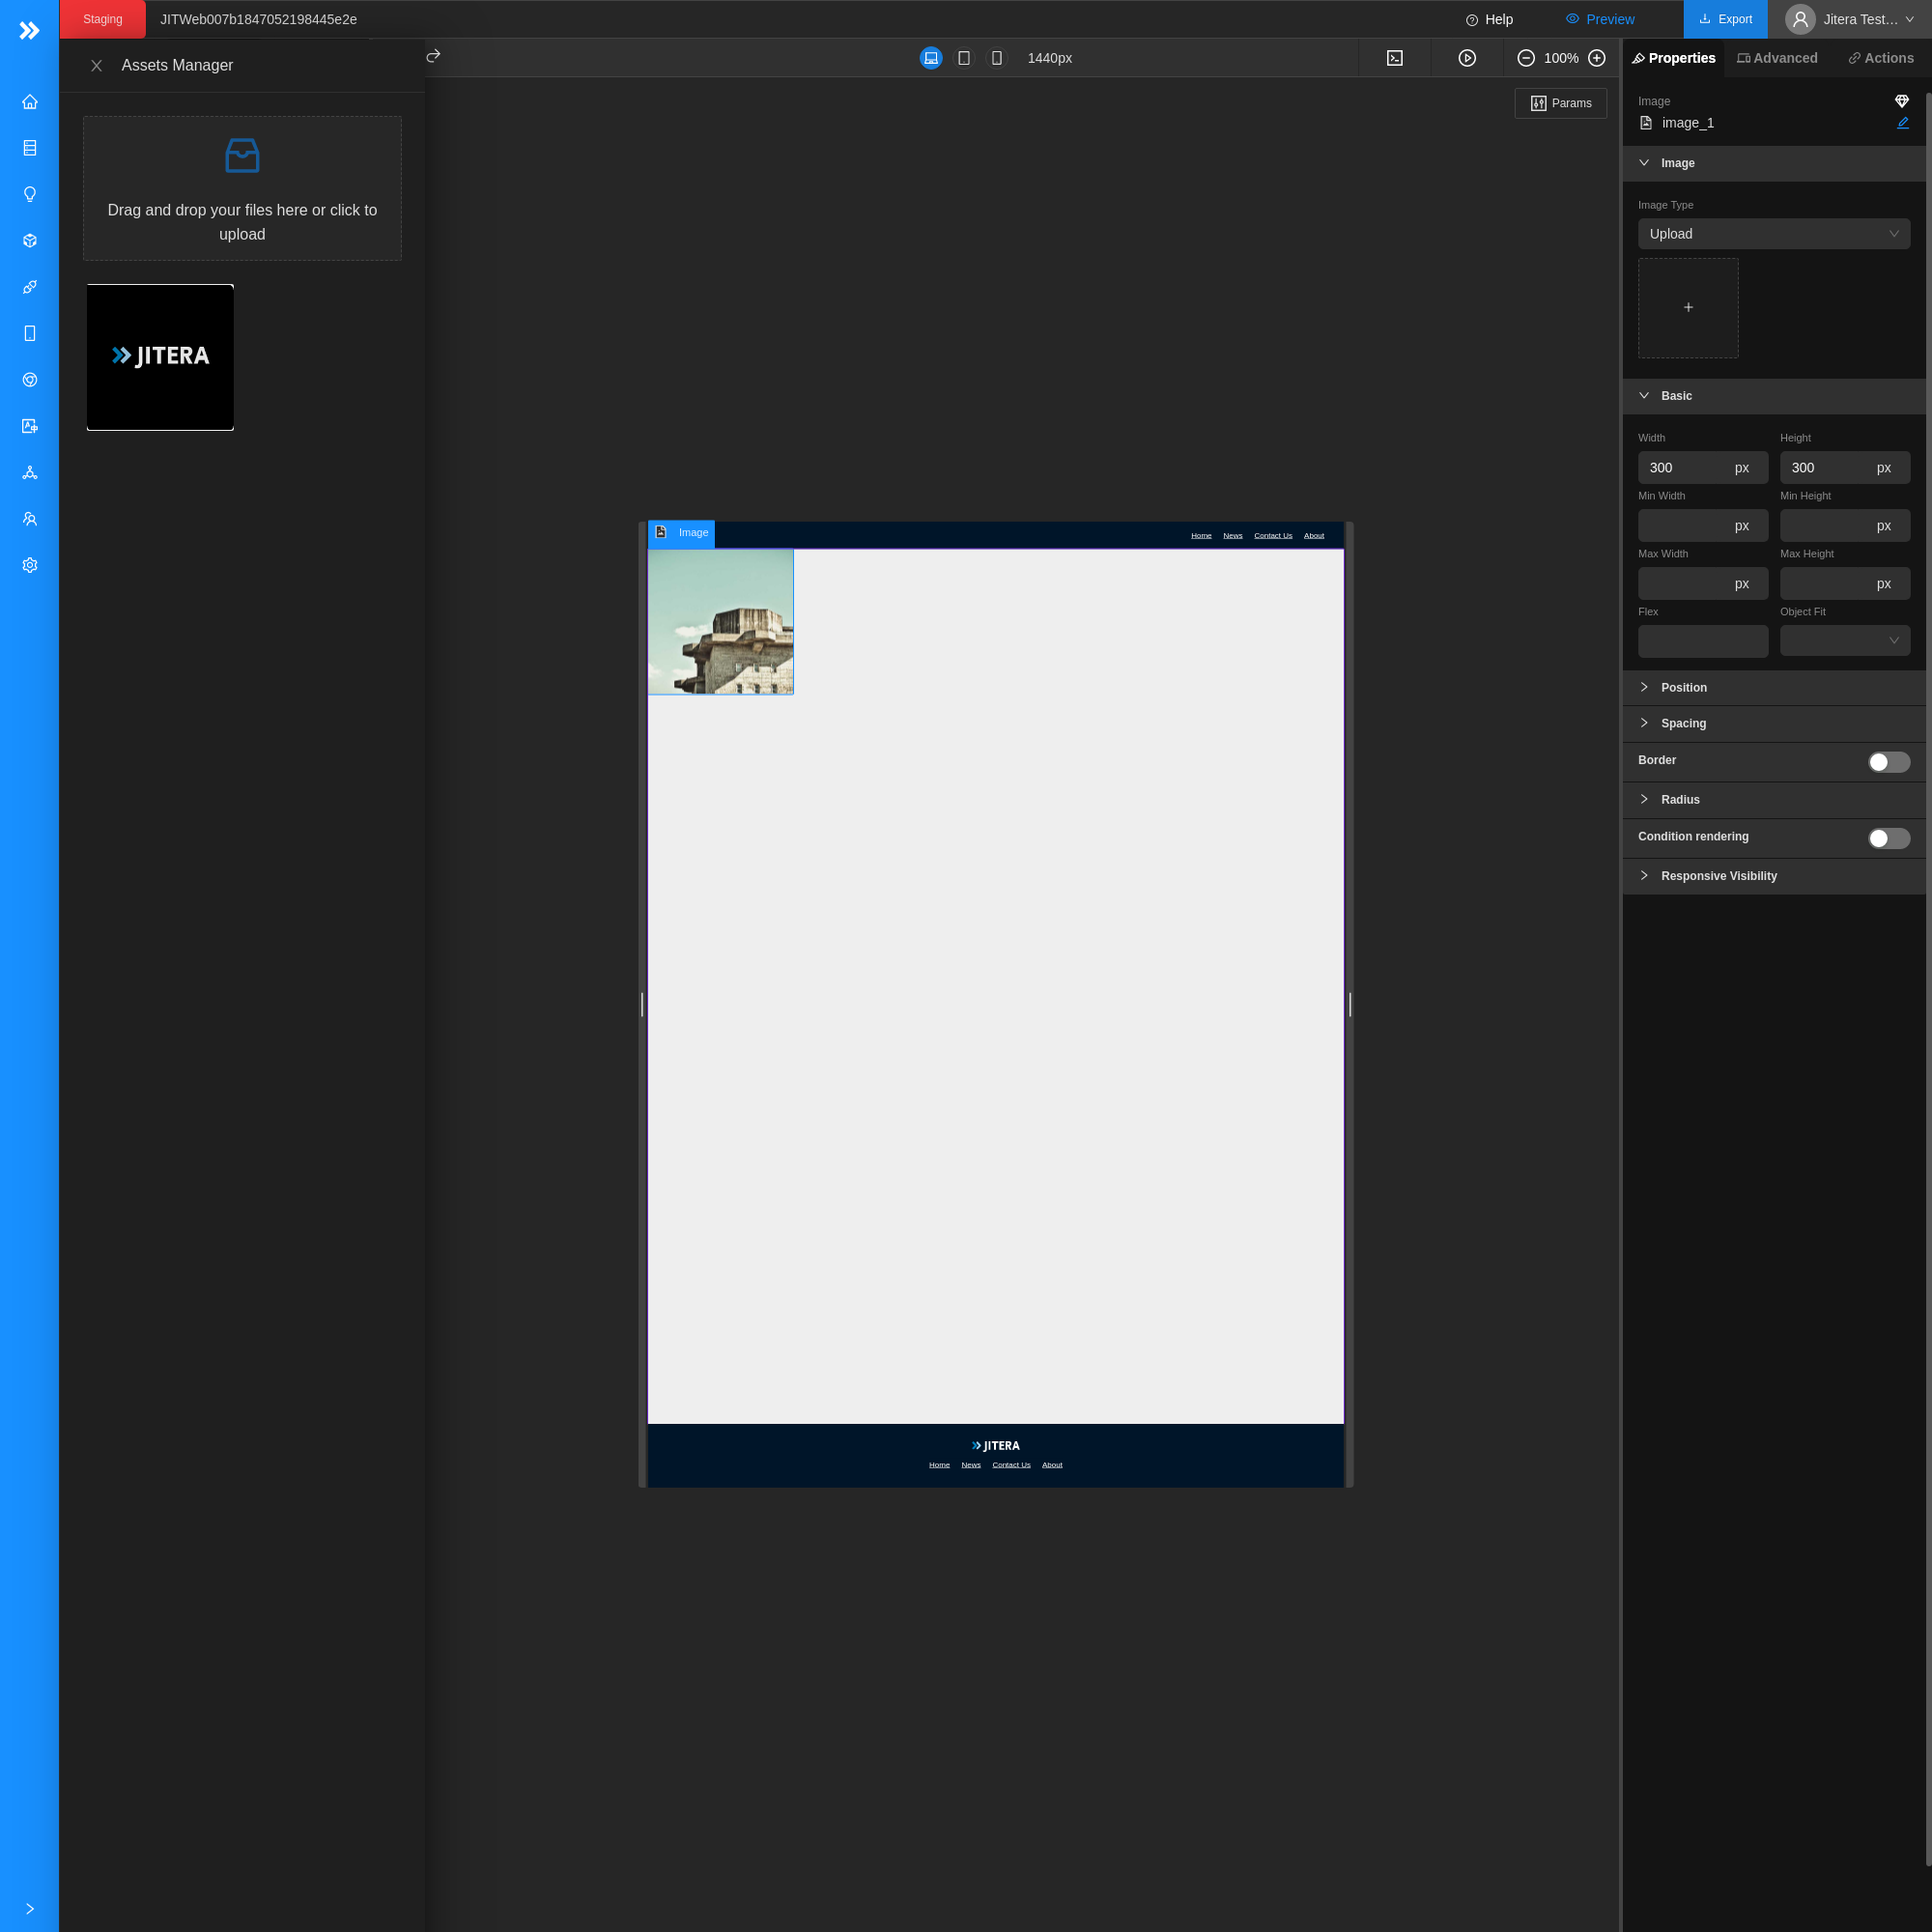 Staging
JITWeb007b1847052198445e2e
Help
Preview
Export
Jitera Test...
Assets Manager
1440px
100%
Properties
Advanced
Actions
Params
Drag and drop your files here or click to
upload
JITERA
Image
image_1
Image
Image Type
Upload
Basic
Width
Height
300 px
300 px
Min Width
Min Height
px
px
Max Width
Max Height
px
px
Flex
Object Fit
Position
Spacing
Border
Radius
Condition rendering
Responsive Visibility
Image
Home News Contact Us About
JITERA
Home News Contact Us About